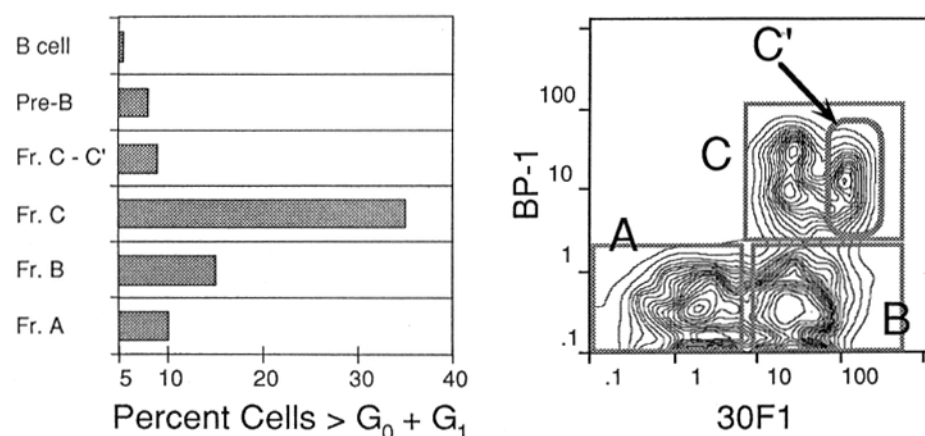 B cell
Pre-B
Fr. C - C'
Fr. C
Fr. B
Fr. A
5 10 20 30 40
Percent Cells > G₀ + G₁
C'
100
C
BP-1
10
A
1
B
.1
.1 1 10 100
30F1